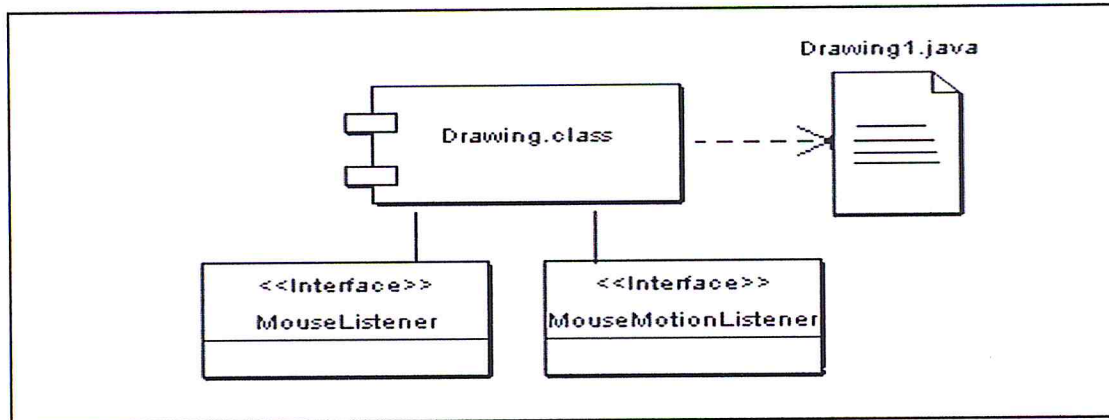 Drawing1.java
Drawing.class
<<Interface>>
MouseListener
<<Interface>>
MouseMotionListener